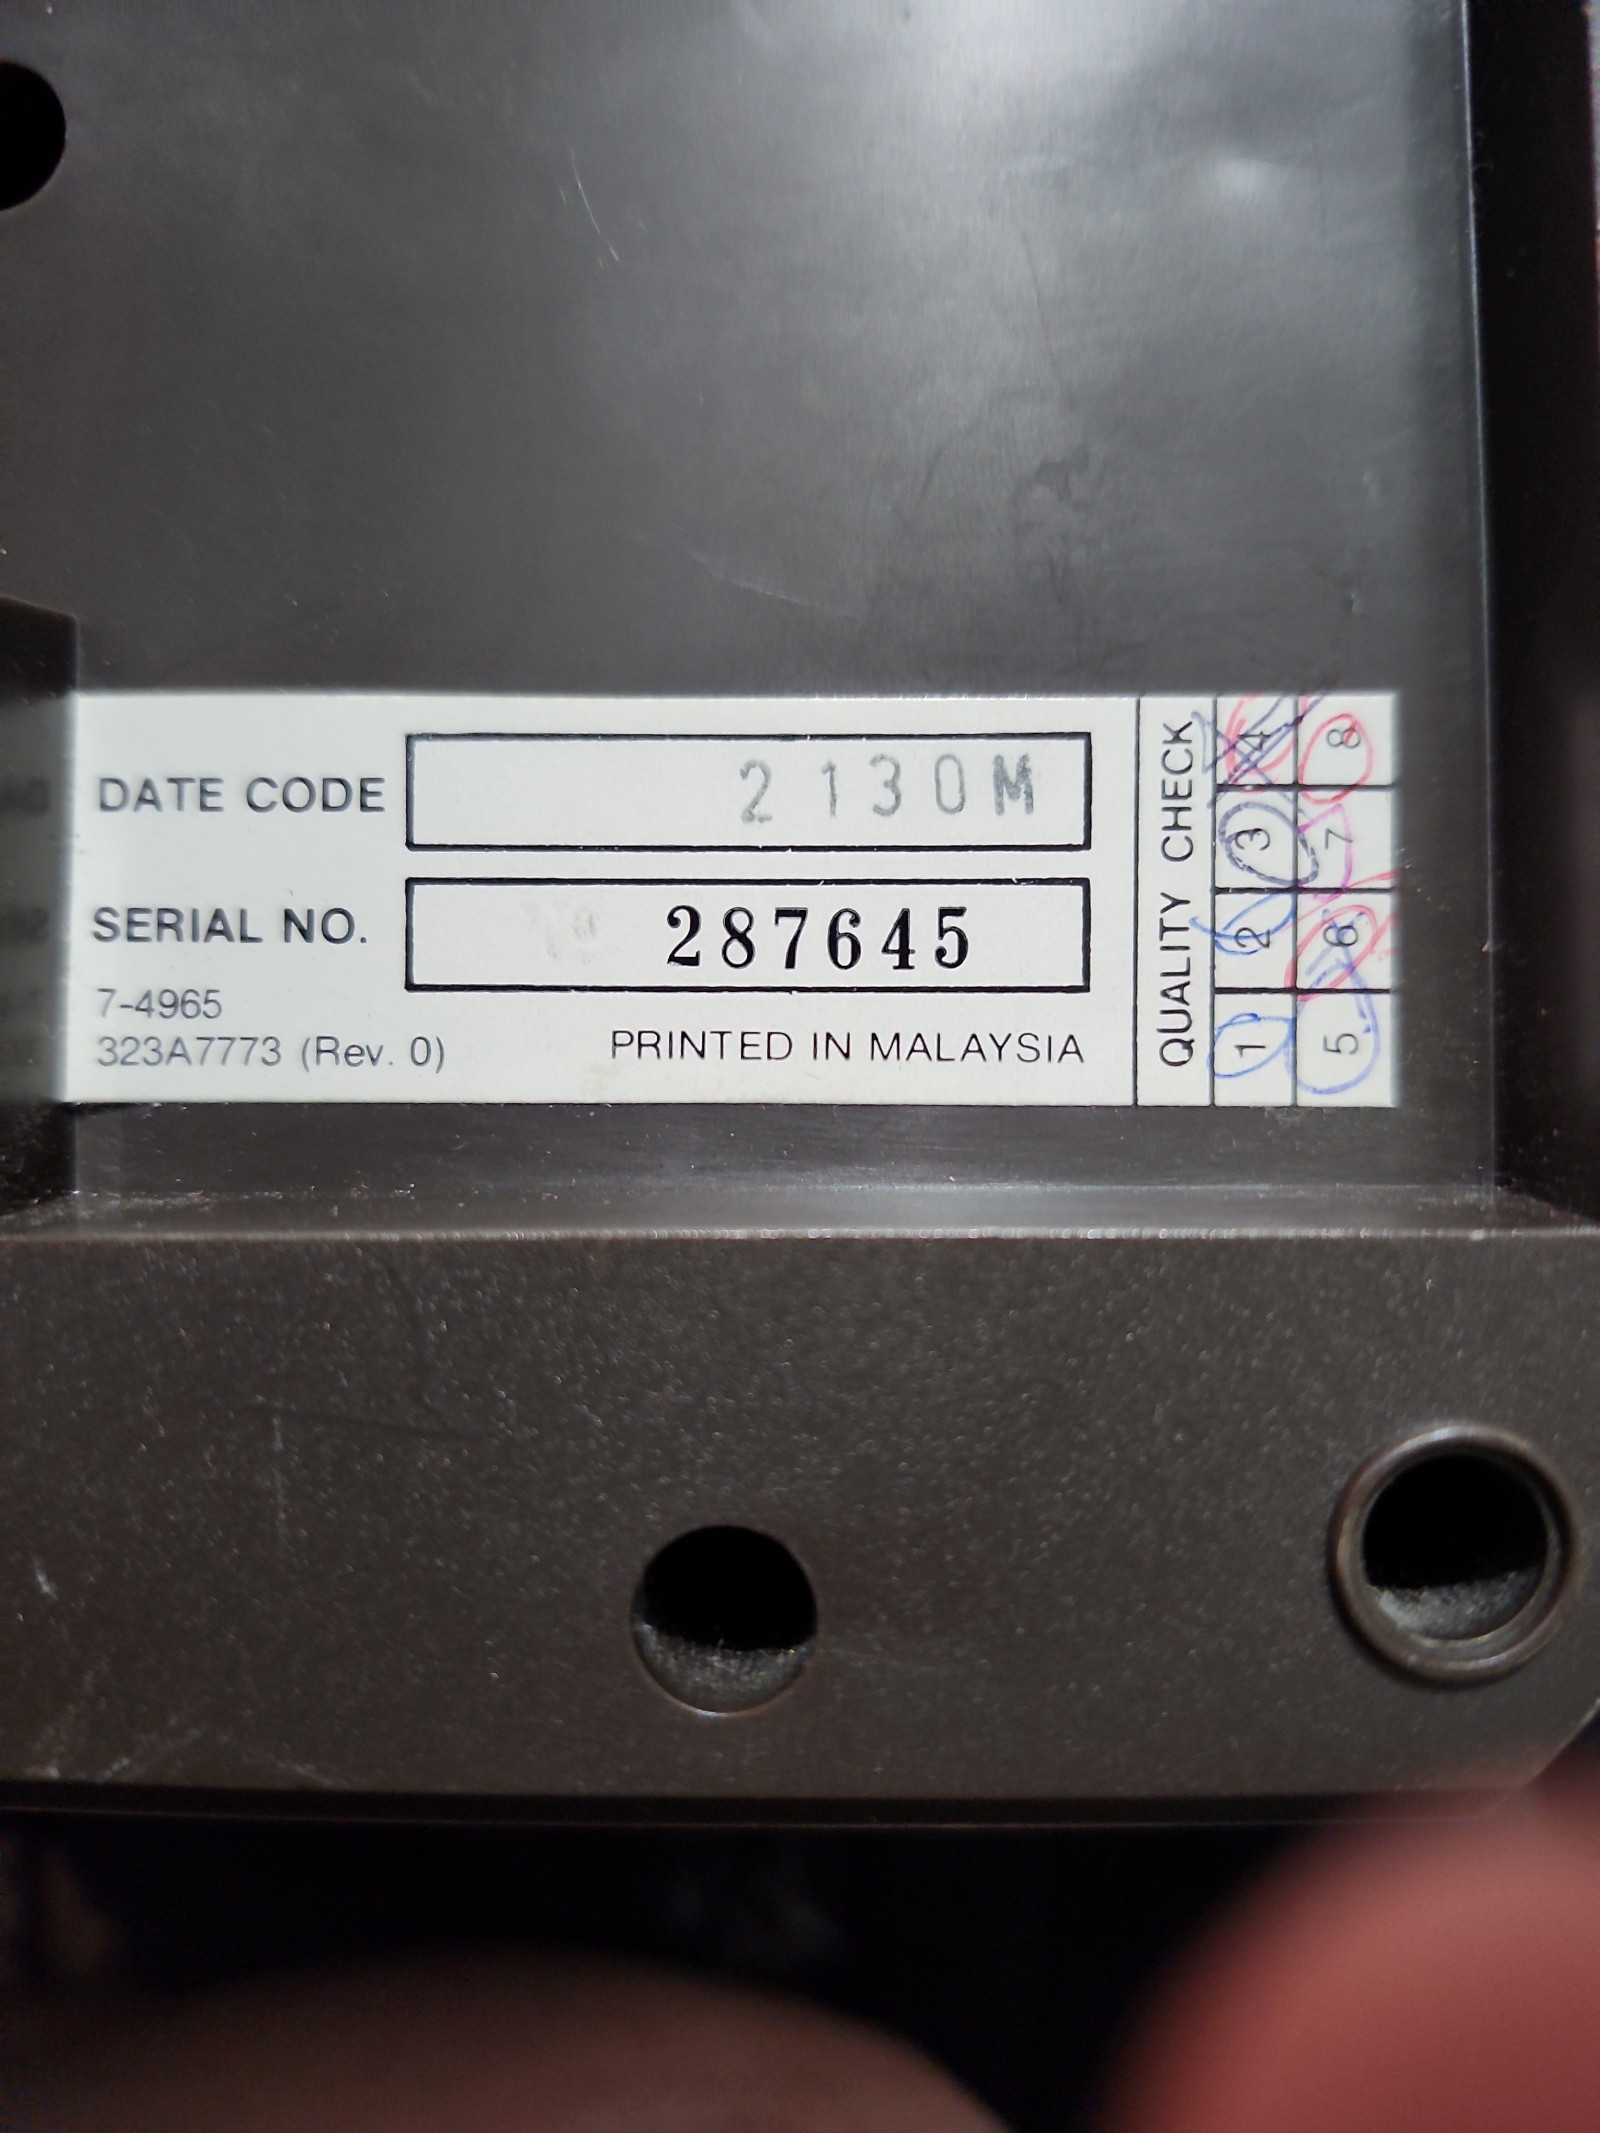 DATE CODE 2130M
SERIAL NO. No 287645
7-4965
323A7773 (Rev. 0) PRINTED IN MALAYSIA
QUALITY CHECK
1 2 3 4
5 6 7 8